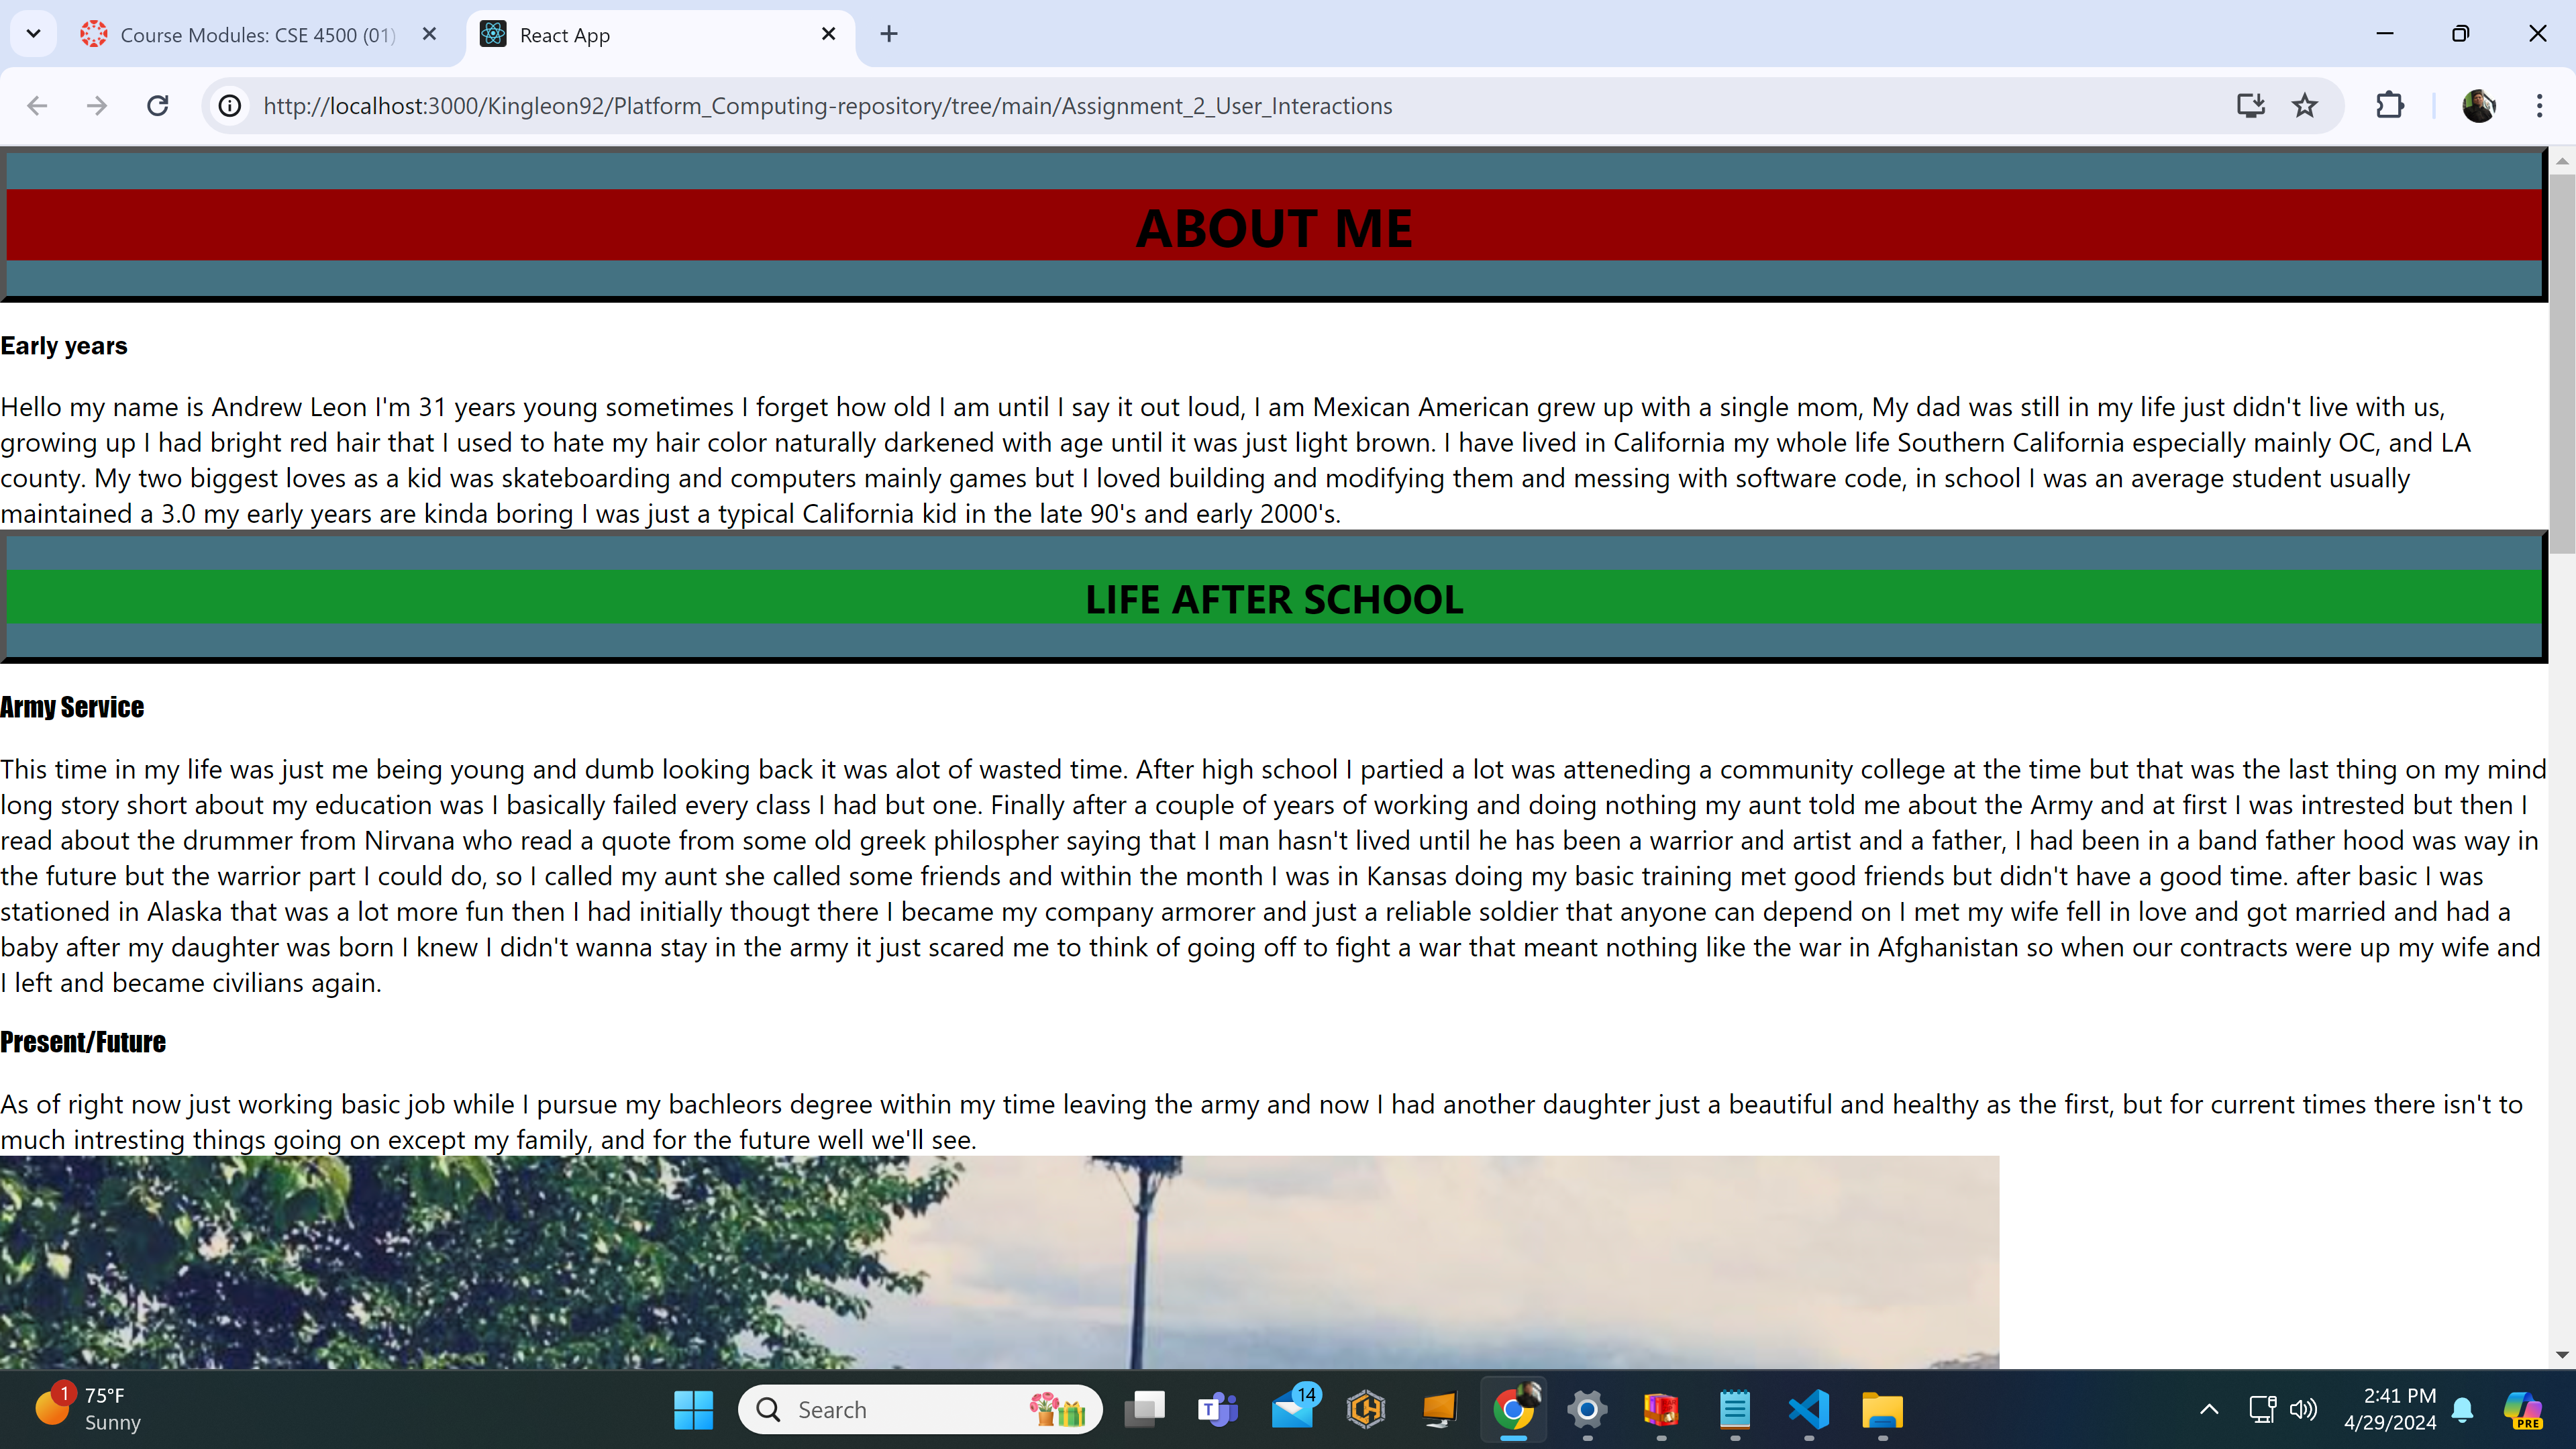 Course Modules: CSE 4500 (01)
React App
http://localhost:3000/Kingleon92/Platform_Computing-repository/tree/main/Assignment_2_User_Interactions
ABOUT ME
Early years
Hello my name is Andrew Leon I'm 31 years young sometimes I forget how old I am until I say it out loud, I am Mexican American grew up with a single mom, My dad was still in my life just didn't live with us,
growing up I had bright red hair that I used to hate my hair color naturally darkened with age until it was just light brown. I have lived in California my whole life Southern California especially mainly OC, and LA
county. My two biggest loves as a kid was skateboarding and computers mainly games but I loved building and modifying them and messing with software code, in school I was an average student usually
maintained a 3.0 my early years are kinda boring I was just a typical California kid in the late 90's and early 2000's.
LIFE AFTER SCHOOL
Army Service
This time in my life was just me being young and dumb looking back it was alot of wasted time. After high school I partied a lot was atteneding a community college at the time but that was the last thing on my mind
long story short about my education was I basically failed every class I had but one. Finally after a couple of years of working and doing nothing my aunt told me about the Army and at first I was intrested but then I
read about the drummer from Nirvana who read a quote from some old greek philospher saying that I man hasn't lived until he has been a warrior and artist and a father, I had been in a band father hood was way in
the future but the warrior part I could do, so I called my aunt she called some friends and within the month I was in Kansas doing my basic training met good friends but didn't have a good time. after basic I was
stationed in Alaska that was a lot more fun then I had initially thougt there I became my company armorer and just a reliable soldier that anyone can depend on I met my wife fell in love and got married and had a
baby after my daughter was born I knew I didn't wanna stay in the army it just scared me to think of going off to fight a war that meant nothing like the war in Afghanistan so when our contracts were up my wife and
I left and became civilians again.
Present/Future
As of right now just working basic job while I pursue my bachleors degree within my time leaving the army and now I had another daughter just a beautiful and healthy as the first, but for current times there isn't to
much intresting things going on except my family, and for the future well we'll see.
1
75°F
Sunny
Search
T
14
2:41 PM
4/29/2024
PRE